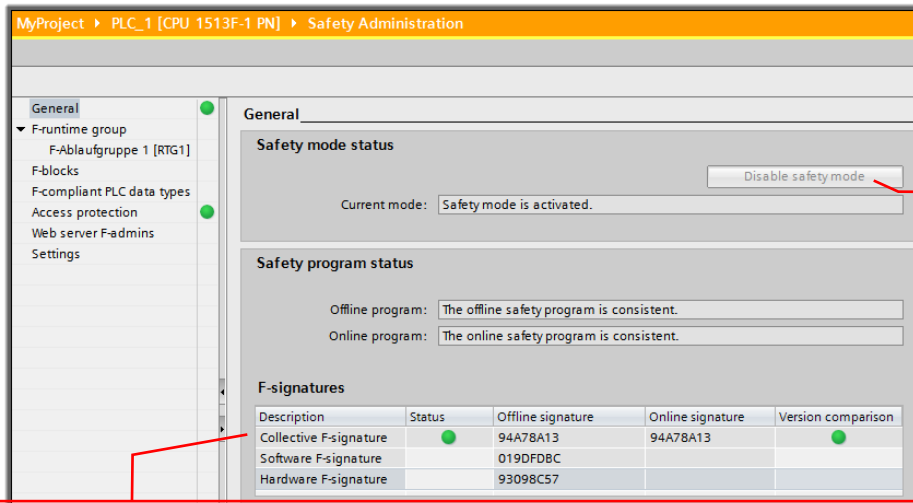 MyProject ▸ PLC_1 [CPU 1513F-1 PN] ▸ Safety Administration
General
F-runtime group
F-Ablaufgruppe 1 [RTG1]
F-blocks
F-compliant PLC data types
Access protection
Web server F-admins
Settings
General
Safety mode status
Disable safety mode
Current mode: Safety mode is activated.
Safety program status
Offline program: The offline safety program is consistent.
Online program: The online safety program is consistent.
F-signatures
Description Status Offline signature Online signature Version comparison
Collective F-signature 94A78A13 94A78A13
Software F-signature 019DFDBC
Hardware F-signature 93098C57